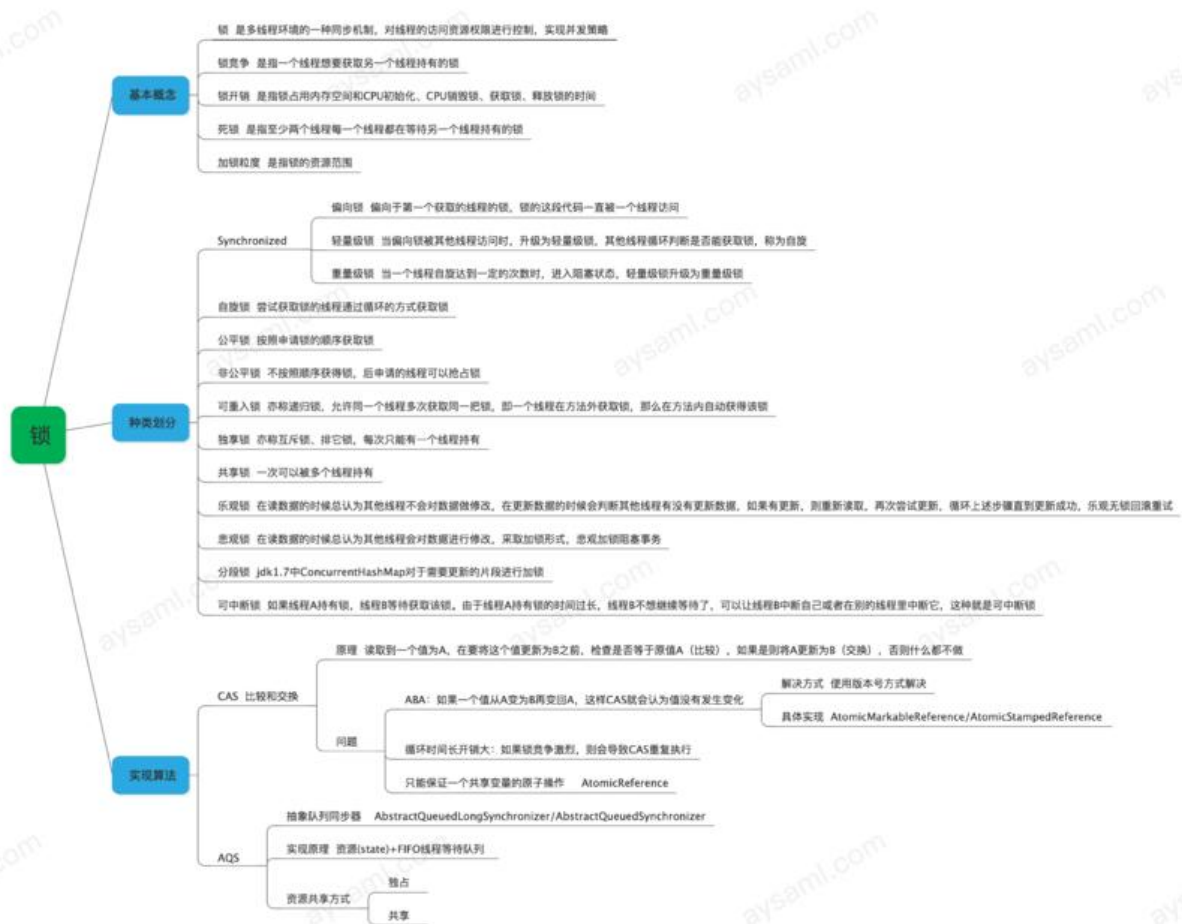 锁
基本概念
锁 是多线程环境的一种同步机制，对线程的访问资源权限进行控制，实现并发策略
锁竞争 是指一个线程想要获取另一个线程持有的锁
锁开销 是指锁占用内存空间和CPU初始化、CPU销毁锁、获取锁、释放锁的时间
死锁 是指至少两个线程每一个线程都在等待另一个线程持有的锁
加锁粒度 是指锁的资源范围
种类划分
Synchronized
偏向锁 偏向于第一个获取的线程的锁，锁的这段代码一直被一个线程访问
轻量级锁 当偏向锁被其他线程访问时，升级为轻量级锁，其他线程循环判断是否能获取锁，称为自旋
重量级锁 当一个线程自旋达到一定的次数时，进入阻塞状态，轻量级锁升级为重量级锁
自旋锁 尝试获取锁的线程通过循环的方式获取锁
公平锁 按照申请锁的顺序获取锁
非公平锁 不按照顺序获得锁，后申请的线程可以抢占锁
可重入锁 亦称递归锁，允许同一个线程多次获取同一把锁，即一个线程在方法外获取锁，那么在方法内自动获得该锁
独享锁 亦称互斥锁、排它锁，每次只能有一个线程持有
共享锁 一次可以被多个线程持有
乐观锁 在读数据的时候总认为其他线程不会对数据做修改，在更新数据的时候会判断其他线程有没有更新数据，如果有更新，则重新读取，再次尝试更新，循环上述步骤直到更新成功，乐观无锁回滚重试
悲观锁 在读数据的时候总认为其他线程会对数据进行修改，采取加锁形式，悲观加锁阻塞事务
分段锁 jdk1.7中ConcurrentHashMap对于需要更新的片段进行加锁
可中断锁 如果线程A持有锁，线程B等待获取该锁。由于线程A持有锁的时间过长，线程B不想继续等待了，可以让线程B中断自己或者在别的线程里中断它，这种就是可中断锁
实现算法
CAS 比较和交换
原理 读取到一个值为A，在要将这个值更新为B之前，检查是否等于原值A（比较），如果是则将A更新为B（交换），否则什么都不做
问题
ABA：如果一个值从A变为B再变回A，这样CAS就会认为值没有发生变化
解决方式 使用版本号方式解决
具体实现 AtomicMarkableReference/AtomicStampedReference
循环时间长开销大：如果锁竞争激烈，则会导致CAS重复执行
只能保证一个共享变量的原子操作 AtomicReference
AQS
抽象队列同步器 AbstractQueuedLongSynchronizer/AbstractQueuedSynchronizer
实现原理 资源(state)+FIFO线程等待队列
资源共享方式
独占
共享
aysaml.com